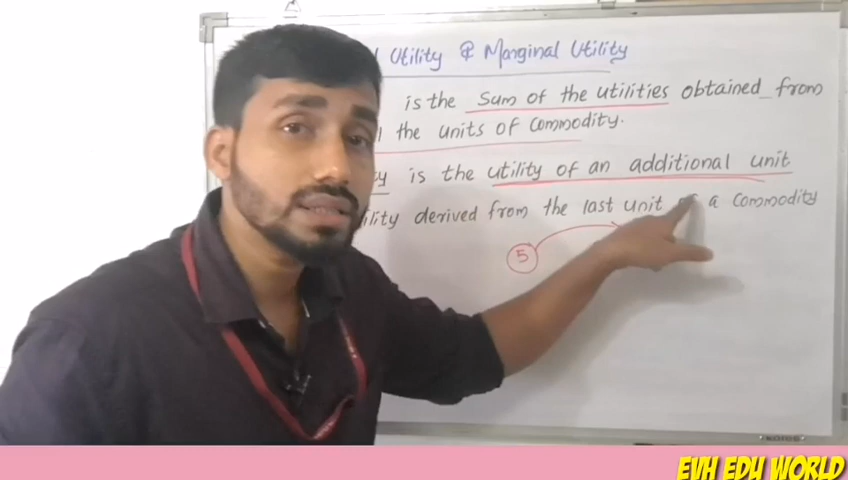 Utility & Marginal Utility
is the Sum of the utilities obtained from
the units of Commodity.
is the utility of an additional unit
derived from the last unit a Commodity
5
EVH EDU WORLD